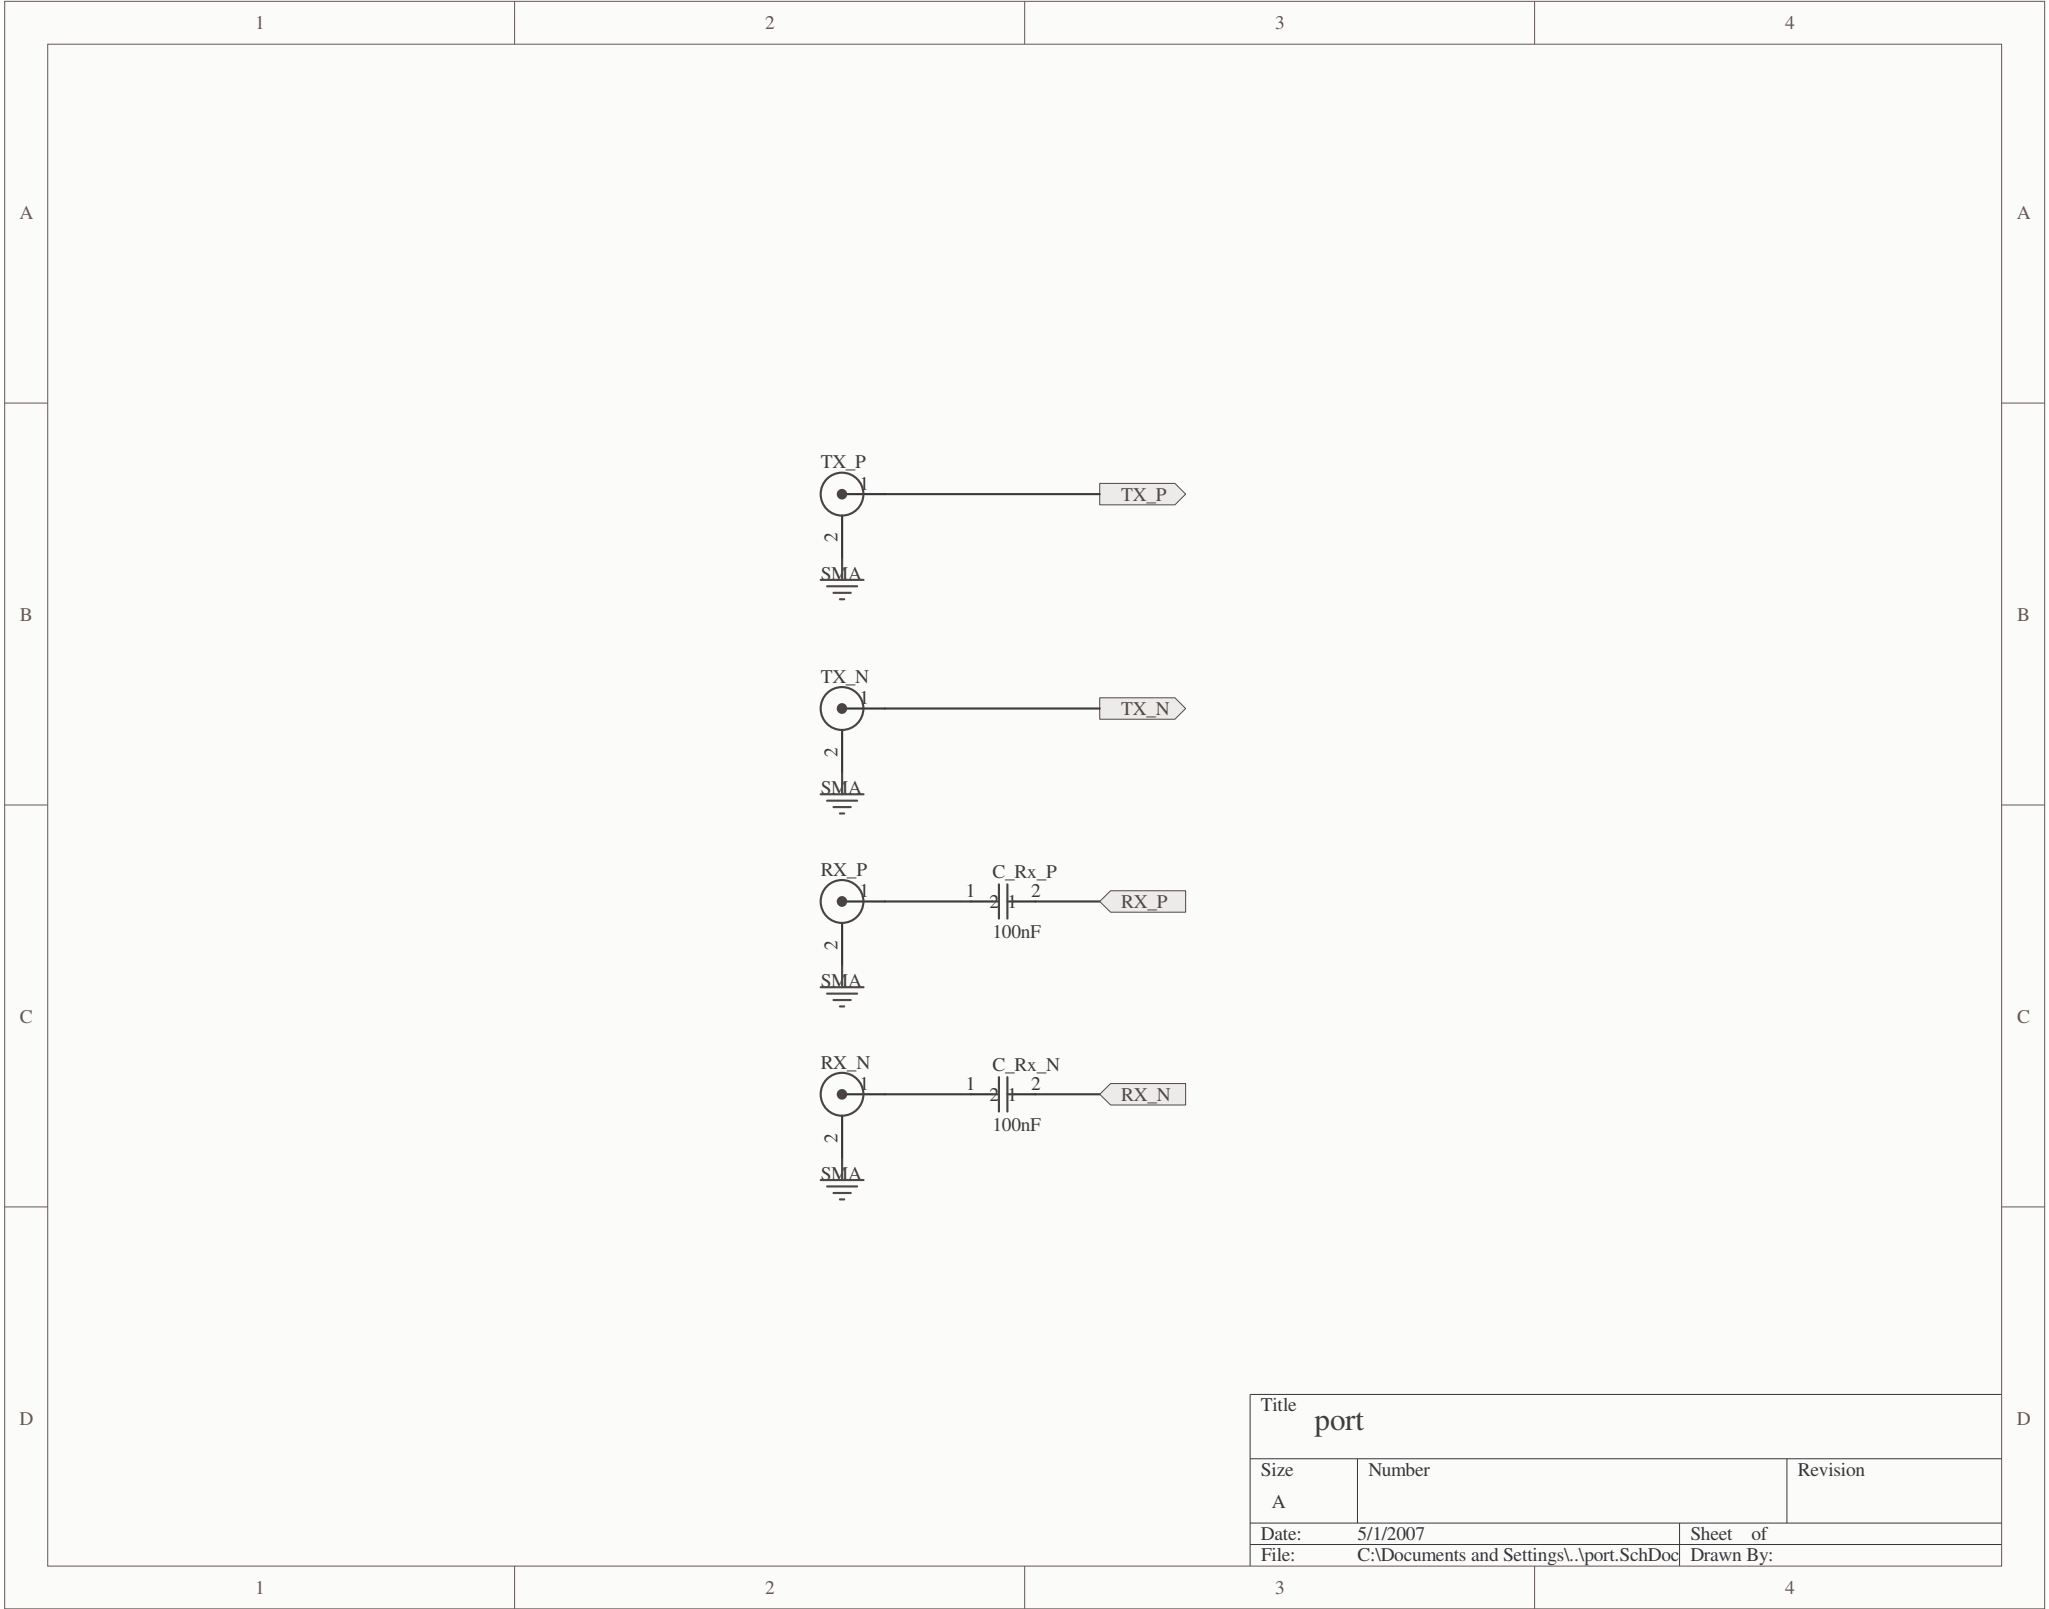 1 2 3 4
A A
TX_P
1
TX_P
2
SMA
B B
TX_N
1
TX_N
2
SMA
RX_P C_Rx_P
1 1 2
2 1 RX_P
100nF
2
SMA
C C
RX_N C_Rx_N
1 1 2
2 1 RX_N
100nF
2
SMA
Title port
D D
Size Number Revision
A
Date: 5/1/2007 Sheet of
File: C:\Documents and Settings\..\port.SchDoc Drawn By:
1 2 3 4